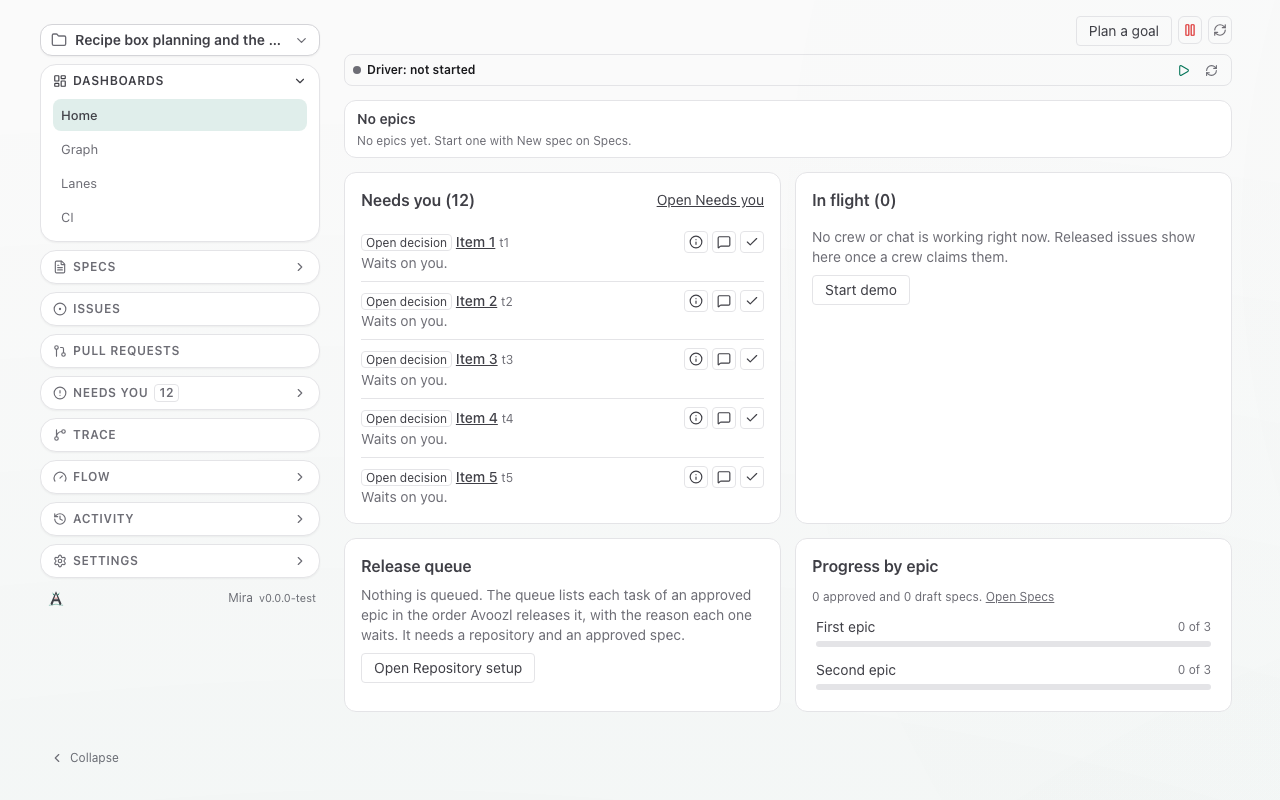 Recipe box planning and the ...
DASHBOARDS
Home
Graph
Lanes
CI
SPECS
ISSUES
PULL REQUESTS
NEEDS YOU 12
TRACE
FLOW
ACTIVITY
SETTINGS
Mira v0.0.0-test
Collapse
Plan a goal
Driver: not started
No epics
No epics yet. Start one with New spec on Specs.
Needs you (12) Open Needs you
Open decision Item 1 t1
Waits on you.
Open decision Item 2 t2
Waits on you.
Open decision Item 3 t3
Waits on you.
Open decision Item 4 t4
Waits on you.
Open decision Item 5 t5
Waits on you.
In flight (0)
No crew or chat is working right now. Released issues show
here once a crew claims them.
Start demo
Release queue
Nothing is queued. The queue lists each task of an approved
epic in the order Avoozl releases it, with the reason each one
waits. It needs a repository and an approved spec.
Open Repository setup
Progress by epic
0 approved and 0 draft specs. Open Specs
First epic 0 of 3
Second epic 0 of 3